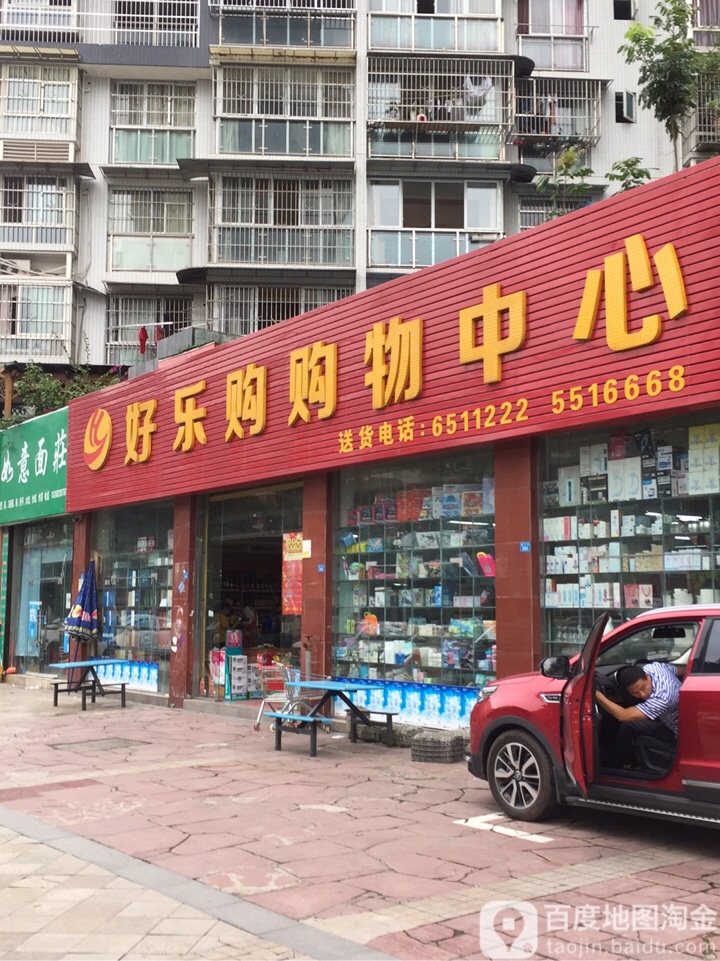 好乐购购物中心
送货电话:6511222 5516668
如意面莊
百度地图淘金
taojin.baidu.com